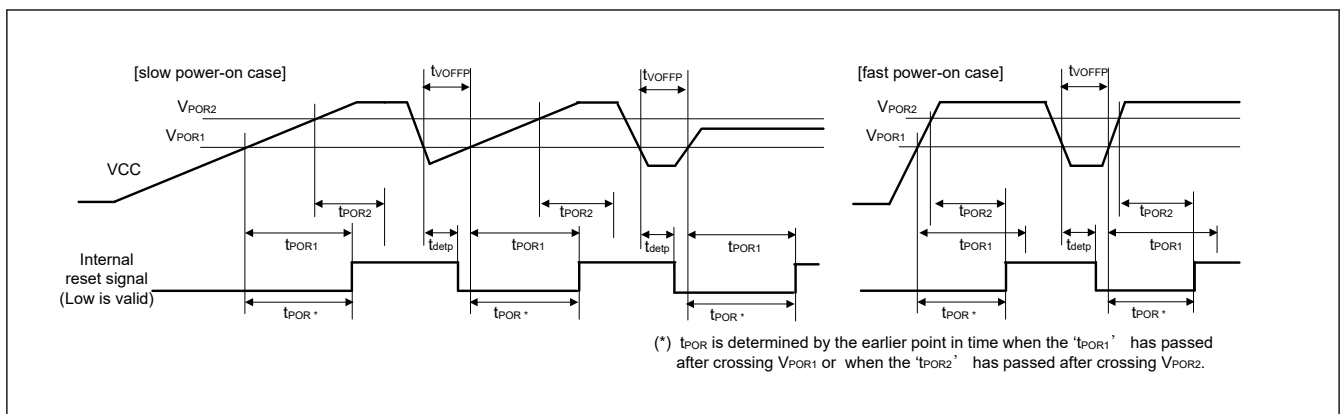 [slow power-on case]
tVOFFP
tVOFFP
[fast power-on case]
tVOFFP
VPOR2
VPOR1
VCC
VPOR2
VPOR1
tPOR2
tPOR2
tPOR2
tPOR2
tPOR1
tdetp
tPOR1
tdetp
tPOR1
tPOR1
tdetp
tPOR1
Internal
reset signal
(Low is valid)
tPOR *
tPOR *
tPOR *
tPOR *
tPOR *
(*) tPOR is determined by the earlier point in time when the ‘tPOR1’ has passed
after crossing VPOR1 or when the ‘tPOR2’ has passed after crossing VPOR2.